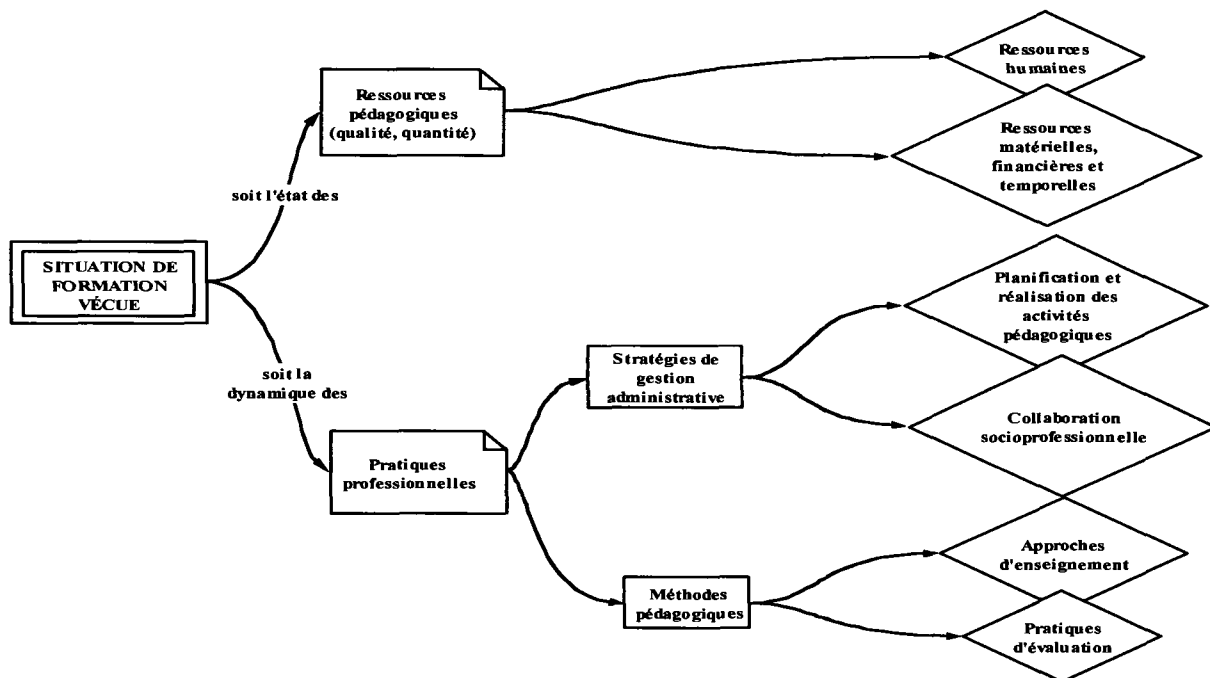 Ressources
humaines
Ressources
pédagogiques
(qualité, quantité)
Ressources
matérielles,
financières et
temporelles
soit l'état des
SITUATION DE
FORMATION
VÉCUE
Planification et
réalisation des
activités
pédagogiques
soit la
dynamique des
Stratégies de
gestion
administrative
Collaboration
socioprofessionnelle
Pratiques
professionnelles
Approches
d'enseignement
Méthodes
pédagogiques
Pratiques
d'évaluation